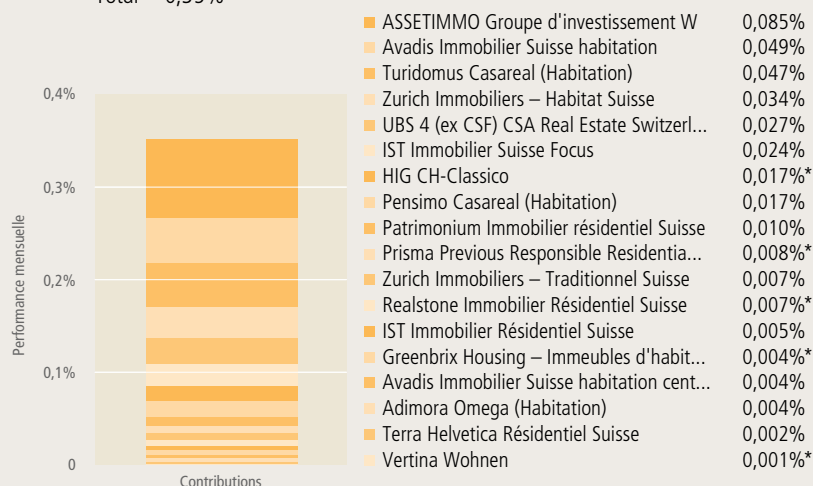 ASSETIMMO Groupe d'investissement W 0,085%
Avadis Immobilier Suisse habitation 0,049%
Turidomus Casareal (Habitation) 0,047%
Zurich Immobiliers – Habitat Suisse 0,034%
UBS 4 (ex CSF) CSA Real Estate Switzerl... 0,027%
IST Immobilier Suisse Focus 0,024%
HIG CH-Classico 0,017%*
Pensimo Casareal (Habitation) 0,017%
Patrimonium Immobilier résidentiel Suisse 0,010%
Prisma Previous Responsible Residentia... 0,008%*
Zurich Immobiliers – Traditionnel Suisse 0,007%
Realstone Immobilier Résidentiel Suisse 0,007%*
IST Immobilier Résidentiel Suisse 0,005%
Greenbrix Housing – Immeubles d'habit... 0,004%*
Avadis Immobilier Suisse habitation cent... 0,004%
Adimora Omega (Habitation) 0,004%
Terra Helvetica Résidentiel Suisse 0,002%
Vertina Wohnen 0,001%*
Performance mensuelle
0,4%
0,3%
0,2%
0,1%
0
Contributions